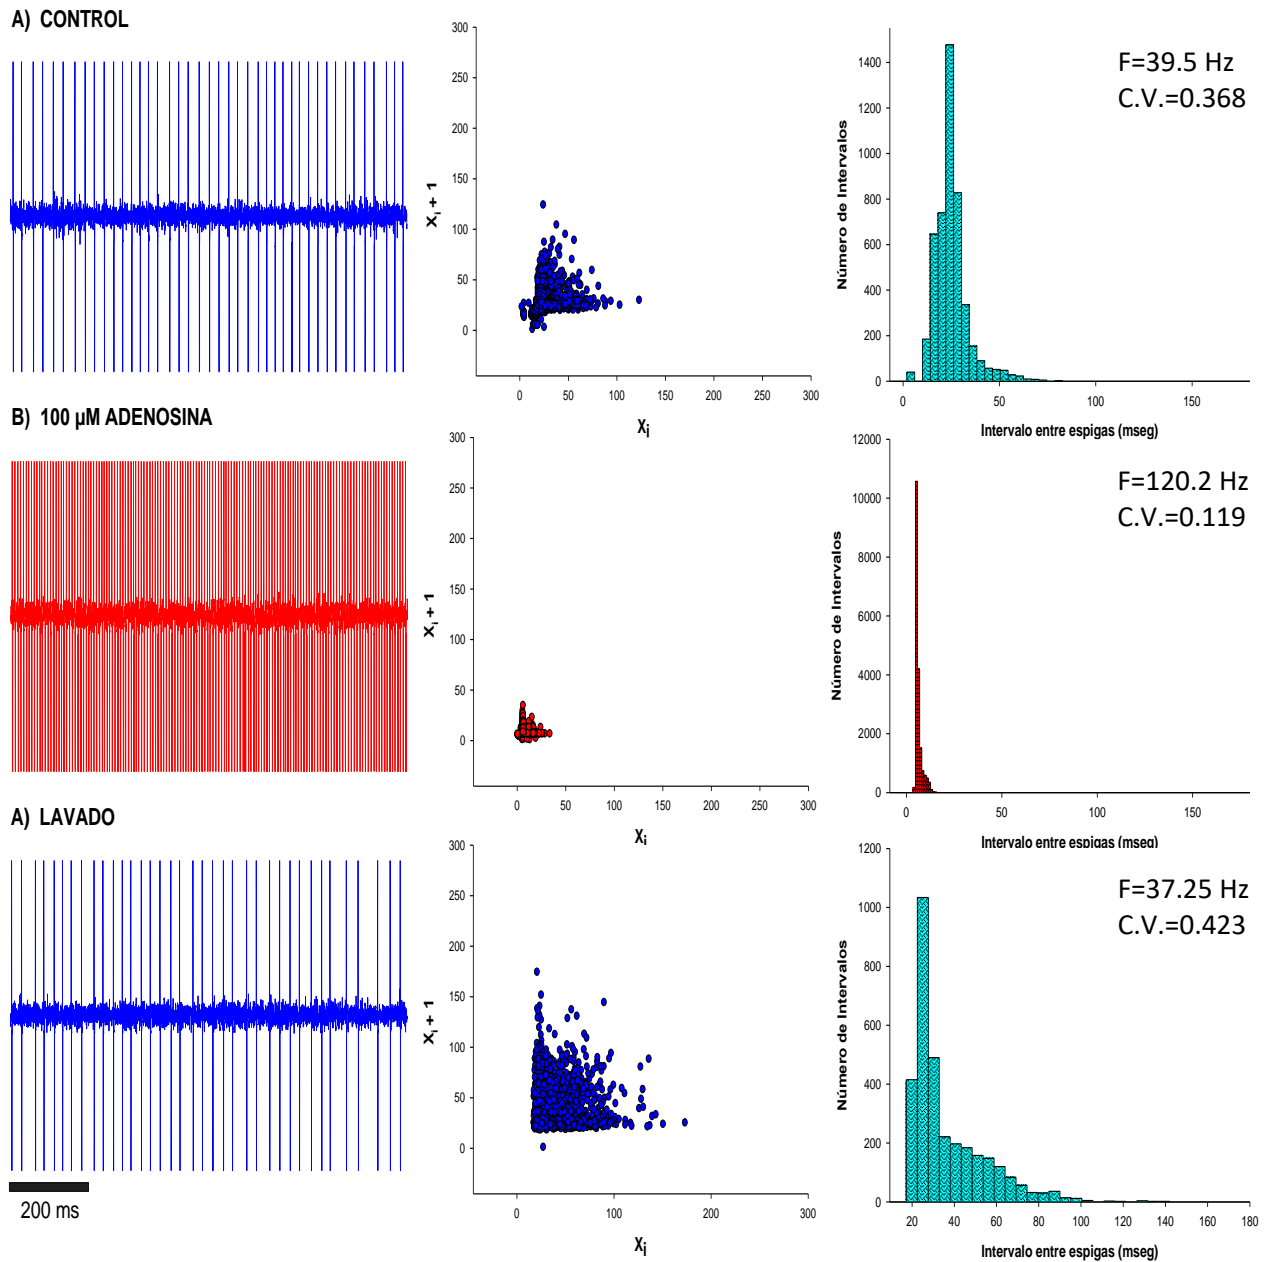 A) CONTROL
300
250
200
150
100
50
0
X i + 1
0 50 100 150 200 250 300
X i
1400
1200
1000
800
600
400
200
0
Número de Intervalos
F=39.5 Hz
C.V.=0.368
0 50 100 150
Intervalo entre espigas (mseg)
B) 100 µM ADENOSINA
300
250
200
150
100
50
0
X i + 1
0 50 100 150 200 250 300
X i
12000
10000
8000
6000
4000
2000
0
Número de Intervalos
F=120.2 Hz
C.V.=0.119
0 50 100 150
Intervalo entre espigas (mseg)
A) LAVADO
200 ms
300
250
200
150
100
50
0
X i + 1
0 100 200 300
X i
1200
1000
800
600
400
200
0
Número de Intervalos
F=37.25 Hz
C.V.=0.423
20 40 60 80 100 120 140 160 180
Intervalo entre espigas (mseg)